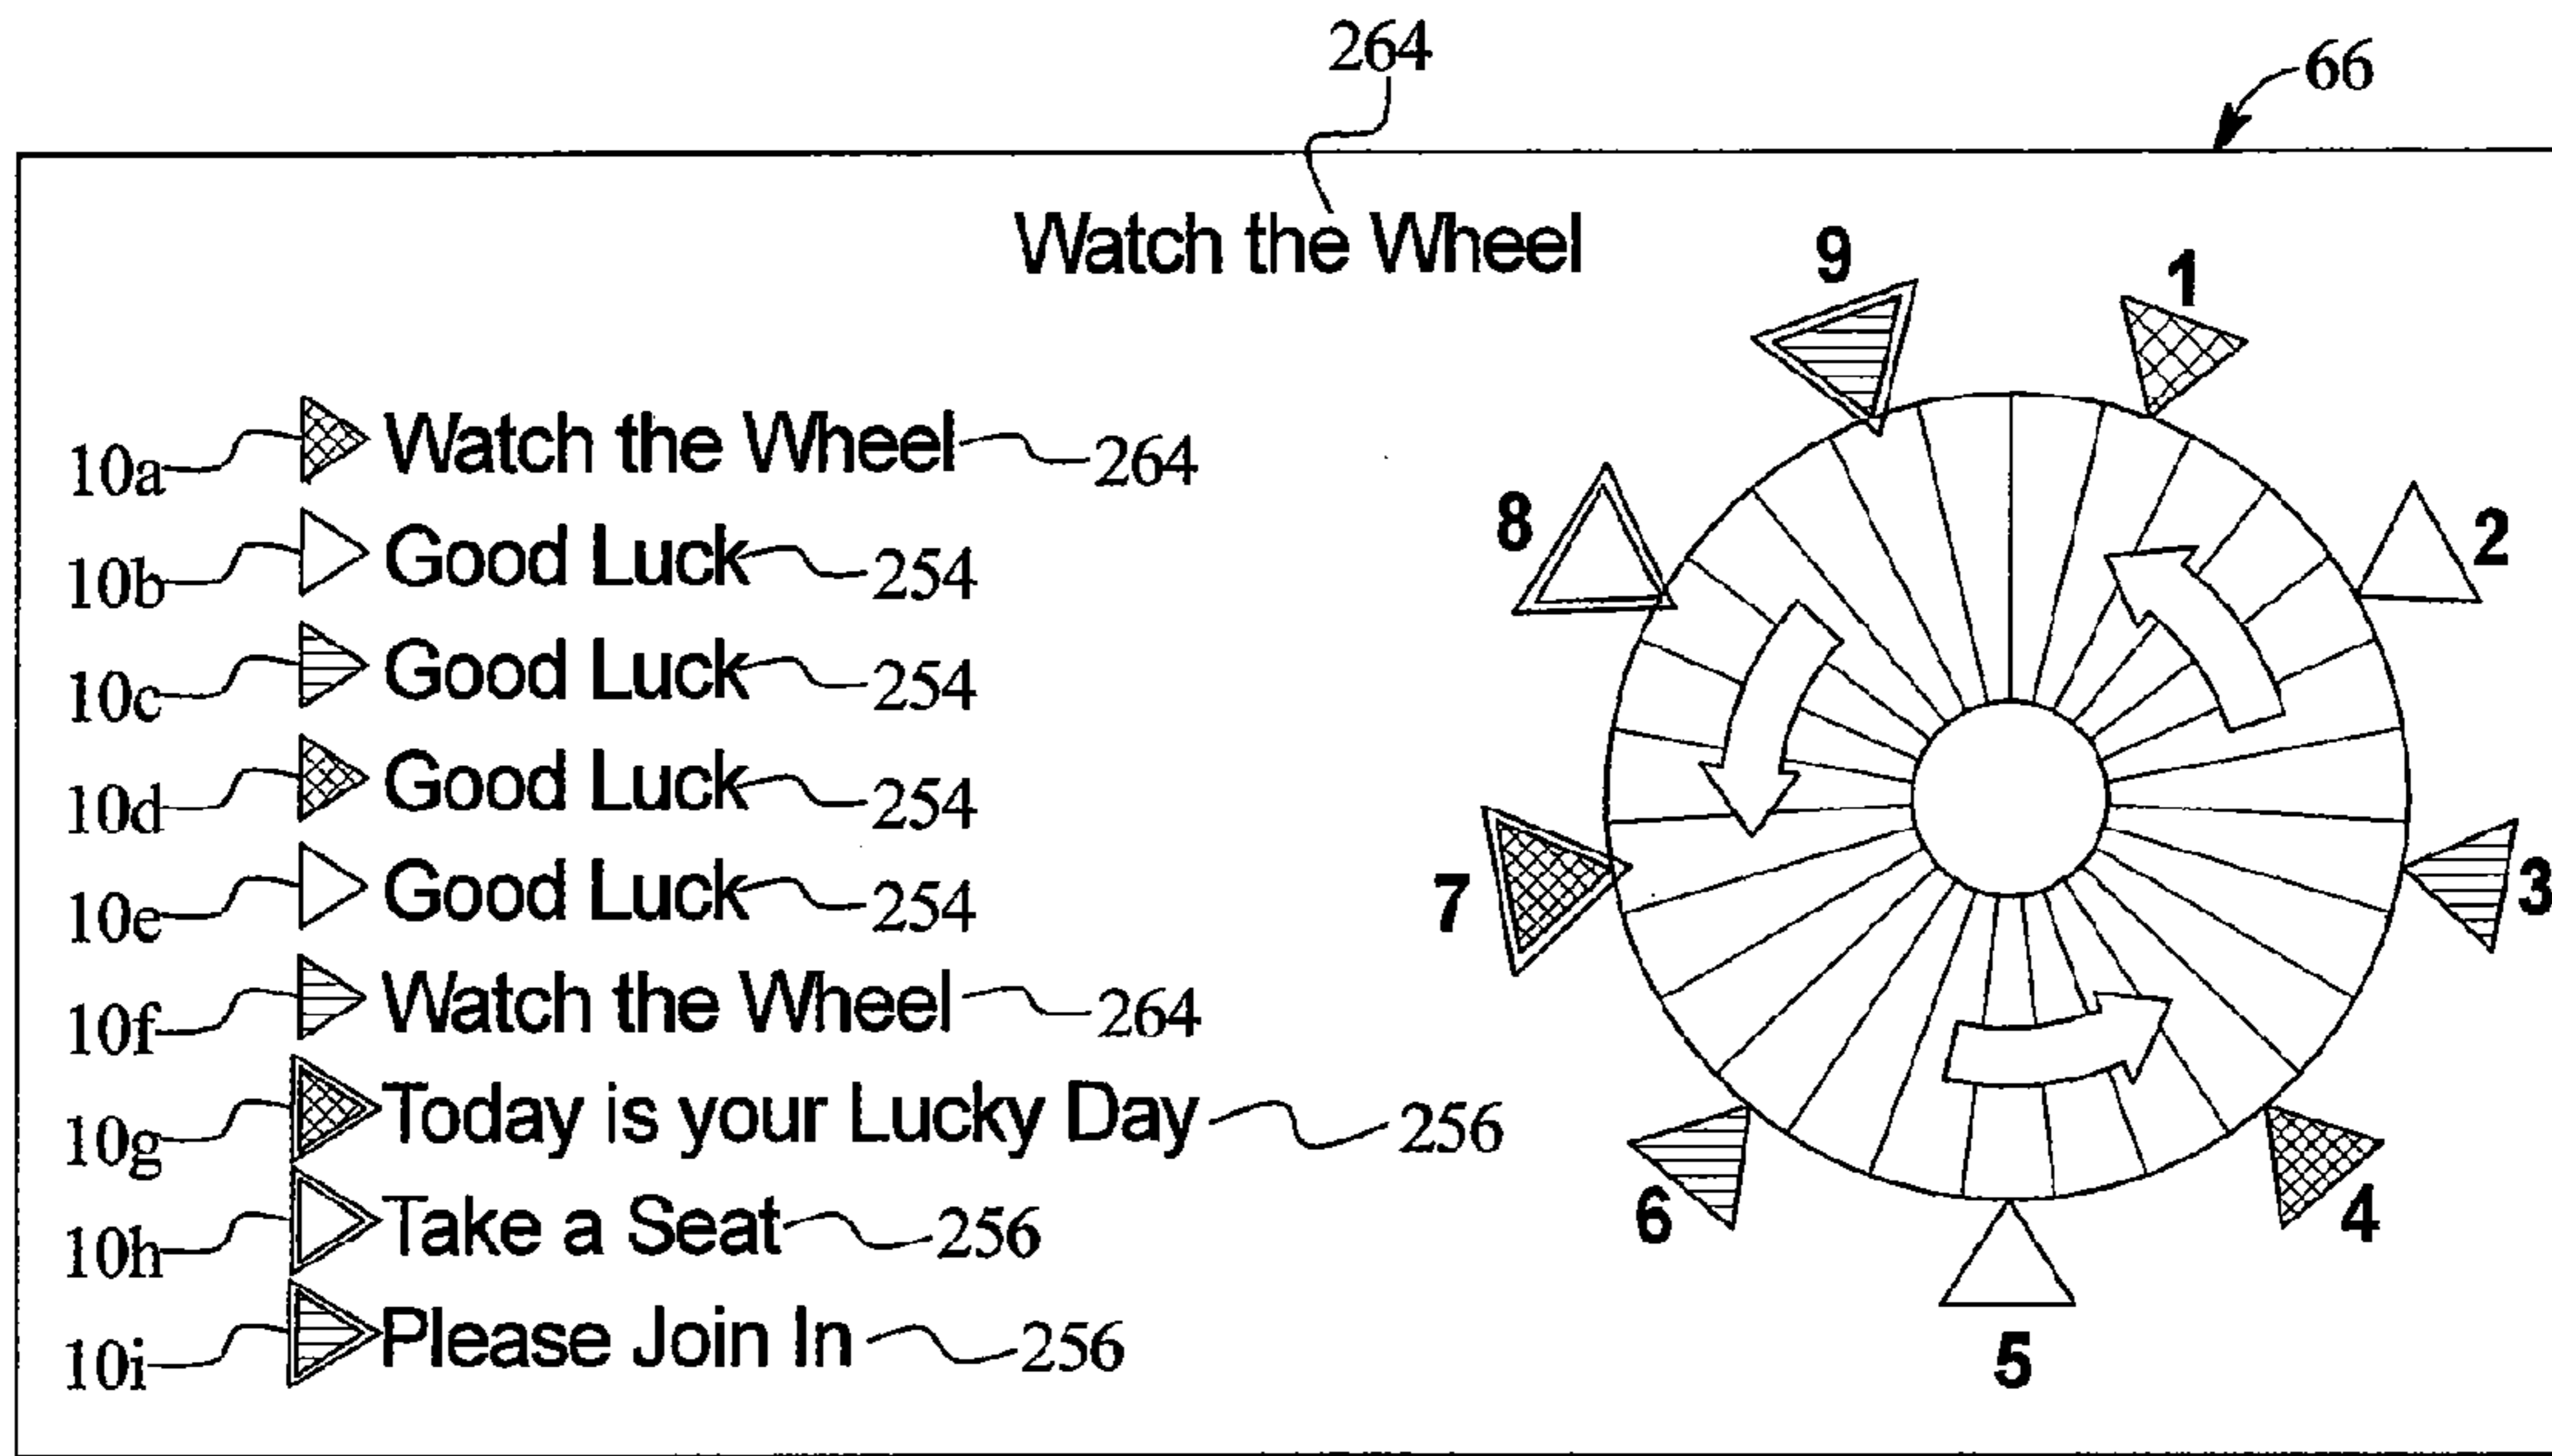 264
66
Watch the Wheel
9
1
10a Watch the Wheel 264
8
2
10b Good Luck 254
10c Good Luck 254
10d Good Luck 254
7
3
10e Good Luck 254
10f Watch the Wheel 264
10g Today is your Lucky Day 256
6
4
10h Take a Seat 256
10i Please Join In 256
5